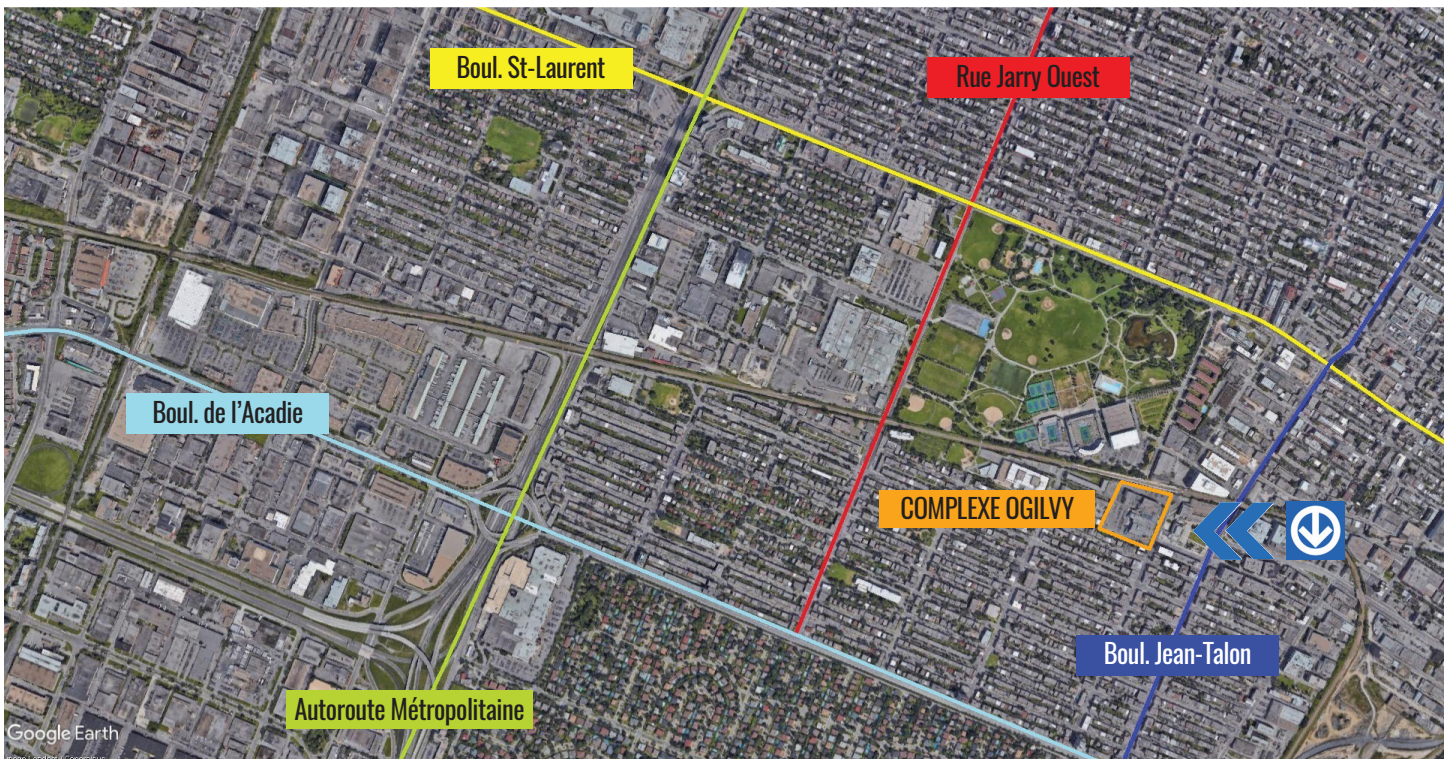 Boul. St-Laurent
Rue Jarry Ouest
Boul. de l'Acadie
COMPLEXE OGILVY
Boul. Jean-Talon
Autoroute Métropolitaine
Google Earth